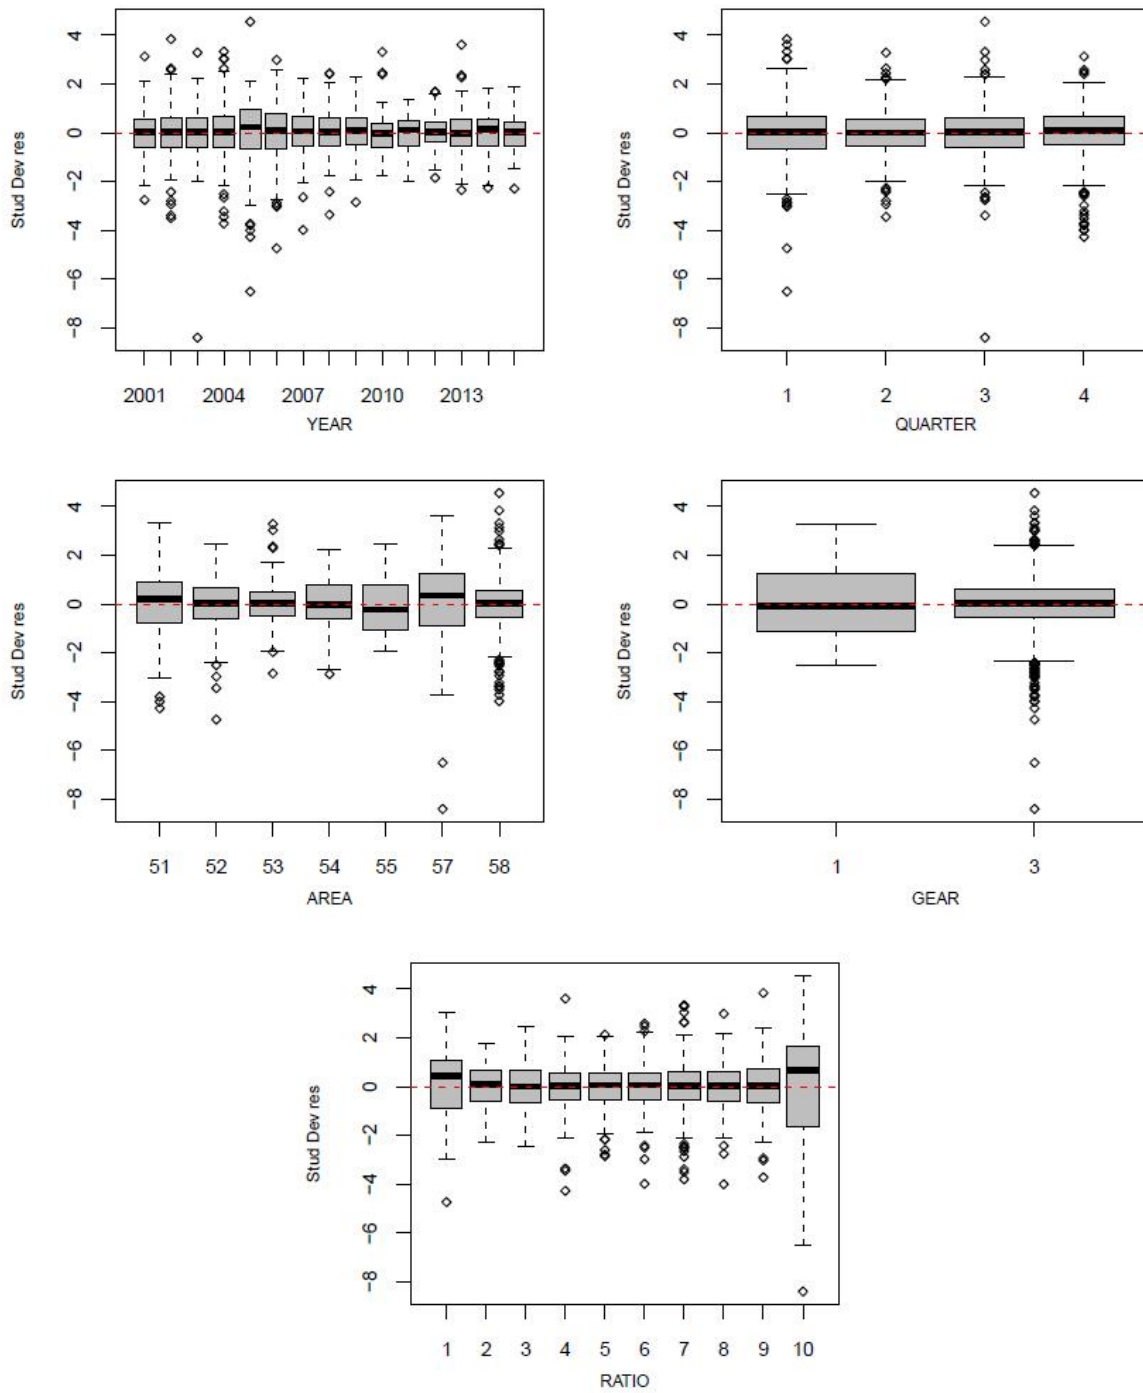 4
2
0
−2
−4
−6
−8
Stud Dev res
2001 2004 2007 2010 2013
YEAR
4
2
0
−2
−4
−6
−8
Stud Dev res
1 2 3 4
QUARTER
4
2
0
−2
−4
−6
−8
Stud Dev res
51 52 53 54 55 57 58
AREA
4
2
0
−2
−4
−6
−8
Stud Dev res
1 3
GEAR
4
2
0
−2
−4
−6
−8
Stud Dev res
1 2 3 4 5 6 7 8 9 10
RATIO